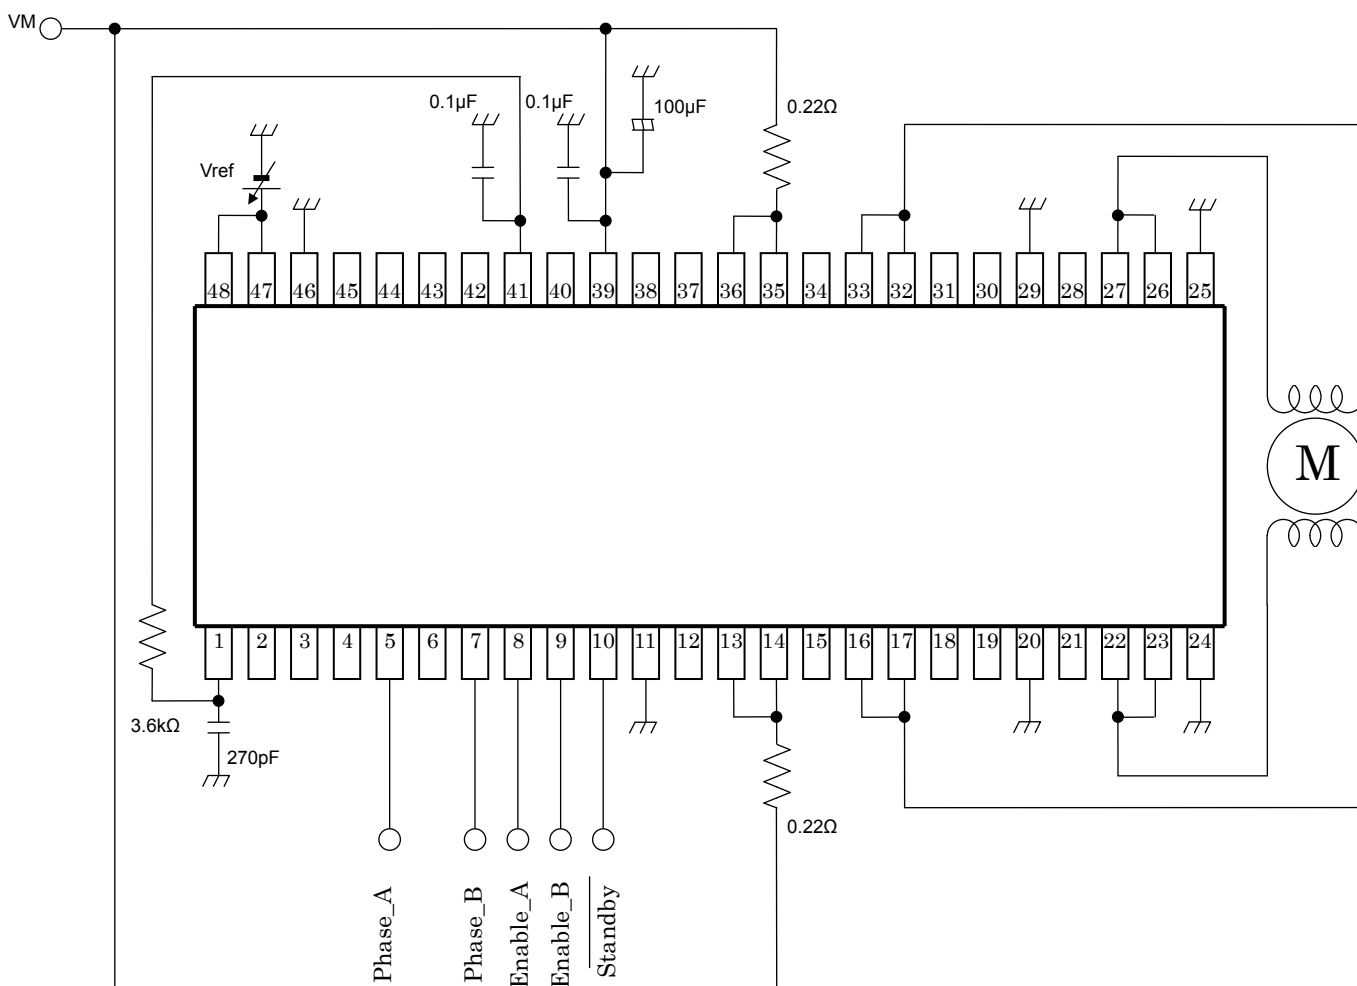 VM
0.1µF
0.1µF
100µF
0.22Ω
Vref
48 47 46 45 44 43 42 41 40 39 38 37 36 35 34 33 32 31 30 29 28 27 26 25
M
1 2 3 4 5 6 7 8 9 10 11 12 13 14 15 16 17 18 19 20 21 22 23 24
3.6kΩ
270pF
0.22Ω
Phase_A
Phase_B
Enable_A
Enable_B
Standby